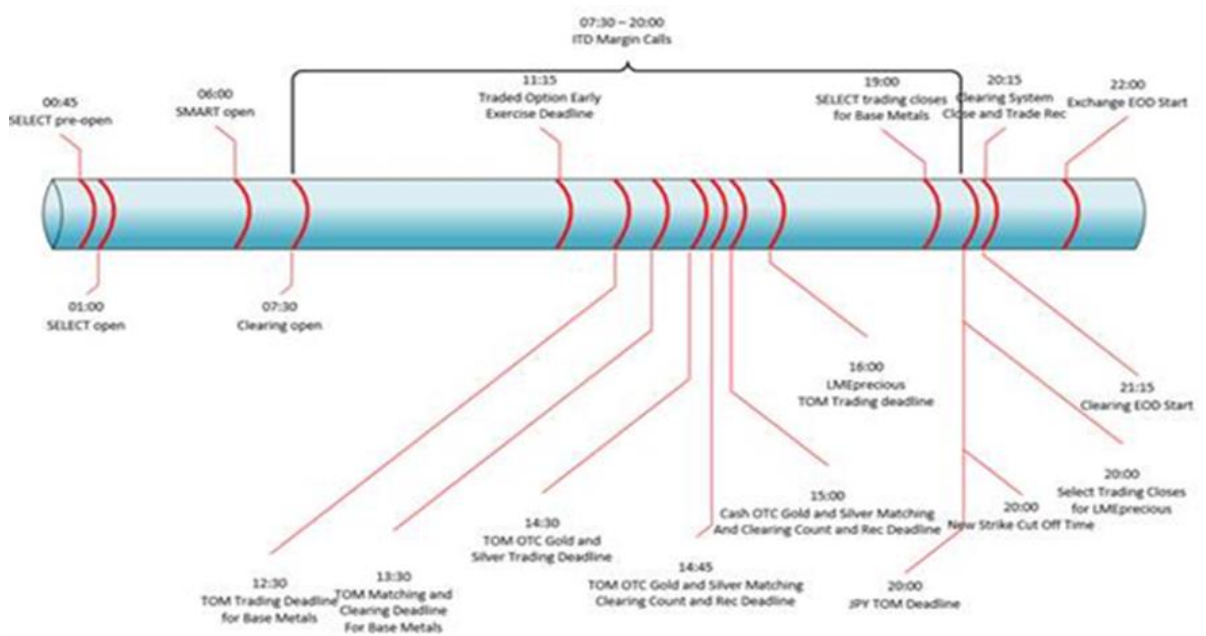 07:30 – 20:00
ITD Margin Calls
00:45
SELECT pre-open
06:00
SMART open
11:15
Traded Option Early
Exercise Deadline
19:00
SELECT trading closes
for Base Metals
20:15
Clearing System
Close and Trade Rec
22:00
Exchange EOD Start
01:00
SELECT open
07:30
Clearing open
16:00
LMEprecious
TOM Trading deadline
21:15
Clearing EOD Start
20:00
Select Trading Closes
for LMEprecious
15:00
Cash OTC Gold and Silver Matching
And Clearing Count and Rec Deadline
20:00
New Strike Cut Off Time
14:30
TOM OTC Gold and
Silver Trading Deadline
14:45
TOM OTC Gold and Silver Matching
Clearing Count and Rec Deadline
20:00
JPY TOM Deadline
12:30
TOM Trading Deadline
for Base Metals
13:30
TOM Matching and
Clearing Deadline
For Base Metals